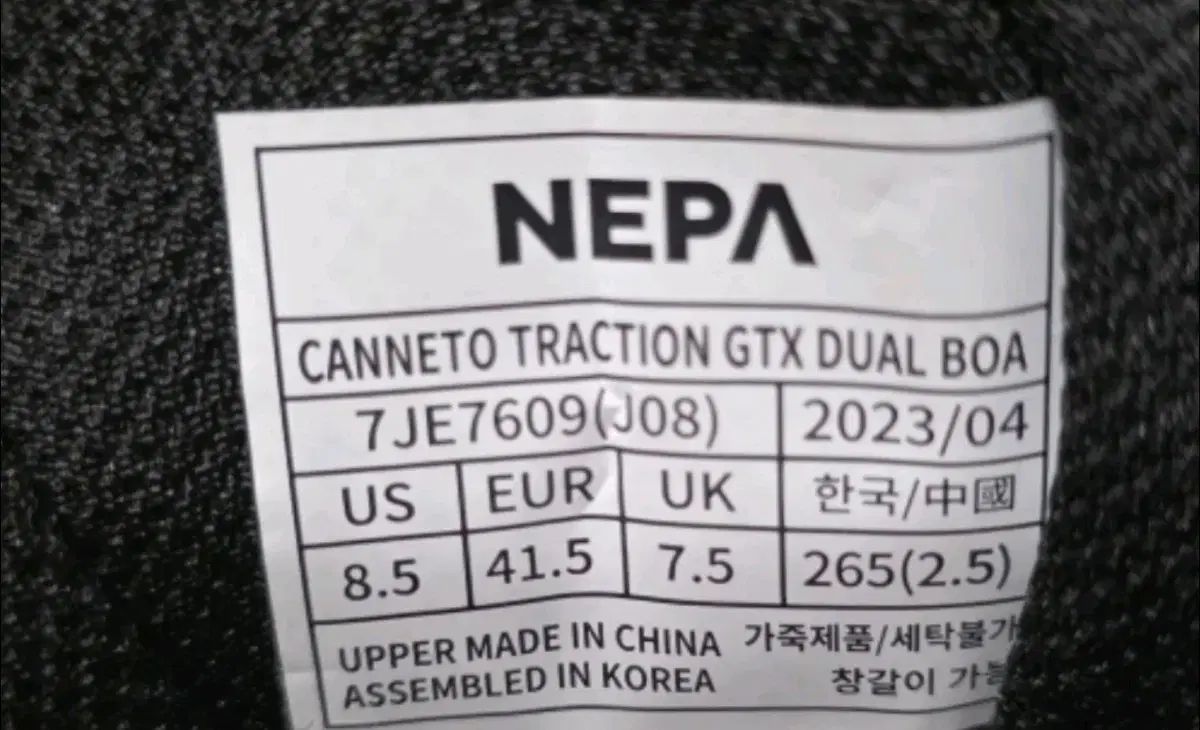 NEPA
CANNETO TRACTION GTX DUAL BOA
7JE7609(J08) 2023/04
US EUR UK 한국/中國
8.5 41.5 7.5 265(2.5)
UPPER MADE IN CHINA 가죽제품/세탁불가
ASSEMBLED IN KOREA 창갈이 가능